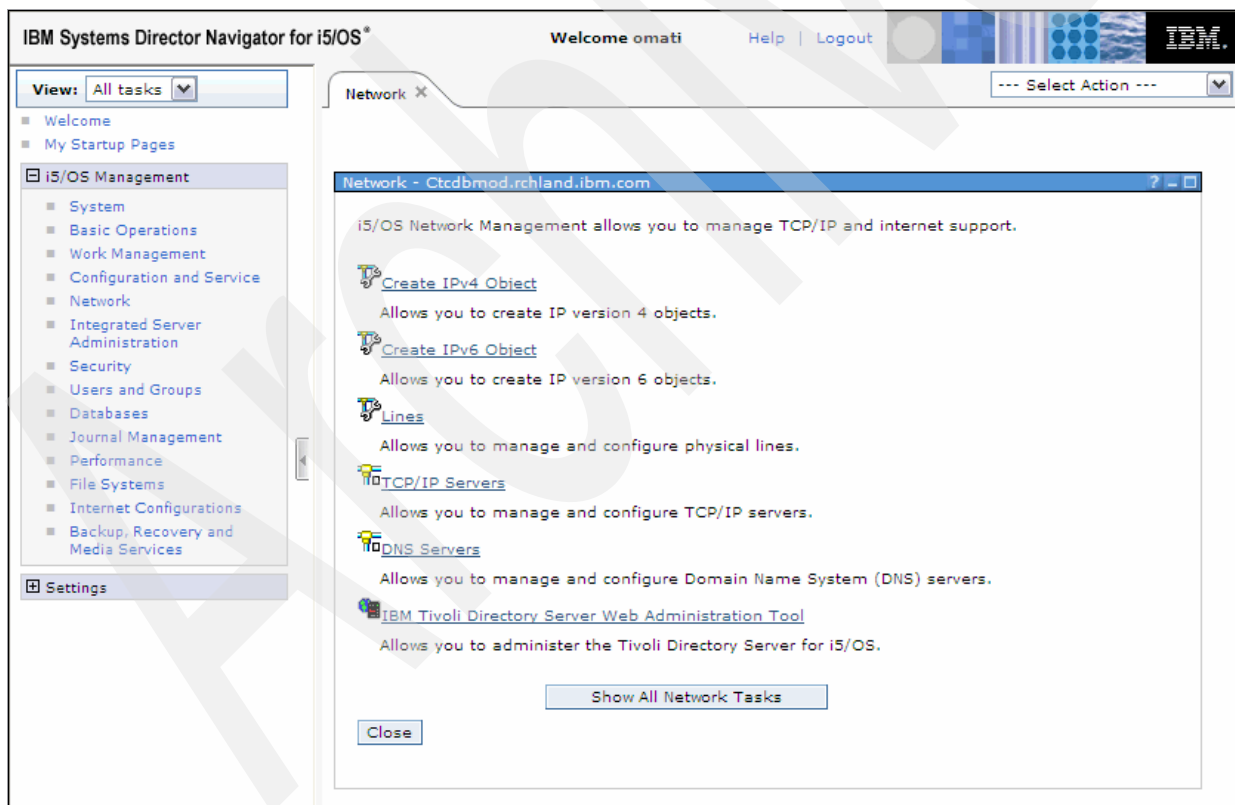 IBM Systems Director Navigator for i5/OS®
Welcome omati
Help | Logout
IBM.
View: All tasks
Welcome
My Startup Pages
i5/OS Management
System
Basic Operations
Work Management
Configuration and Service
Network
Integrated Server
Administration
Security
Users and Groups
Databases
Journal Management
Performance
File Systems
Internet Configurations
Backup, Recovery and
Media Services
Settings
Network
--- Select Action ---
Network - Ctcdbmod.rchland.ibm.com
i5/OS Network Management allows you to manage TCP/IP and internet support.
Create IPv4 Object
Allows you to create IP version 4 objects.
Create IPv6 Object
Allows you to create IP version 6 objects.
Lines
Allows you to manage and configure physical lines.
TCP/IP Servers
Allows you to manage and configure TCP/IP servers.
DNS Servers
Allows you to manage and configure Domain Name System (DNS) servers.
IBM Tivoli Directory Server Web Administration Tool
Allows you to administer the Tivoli Directory Server for i5/OS.
Show All Network Tasks
Close